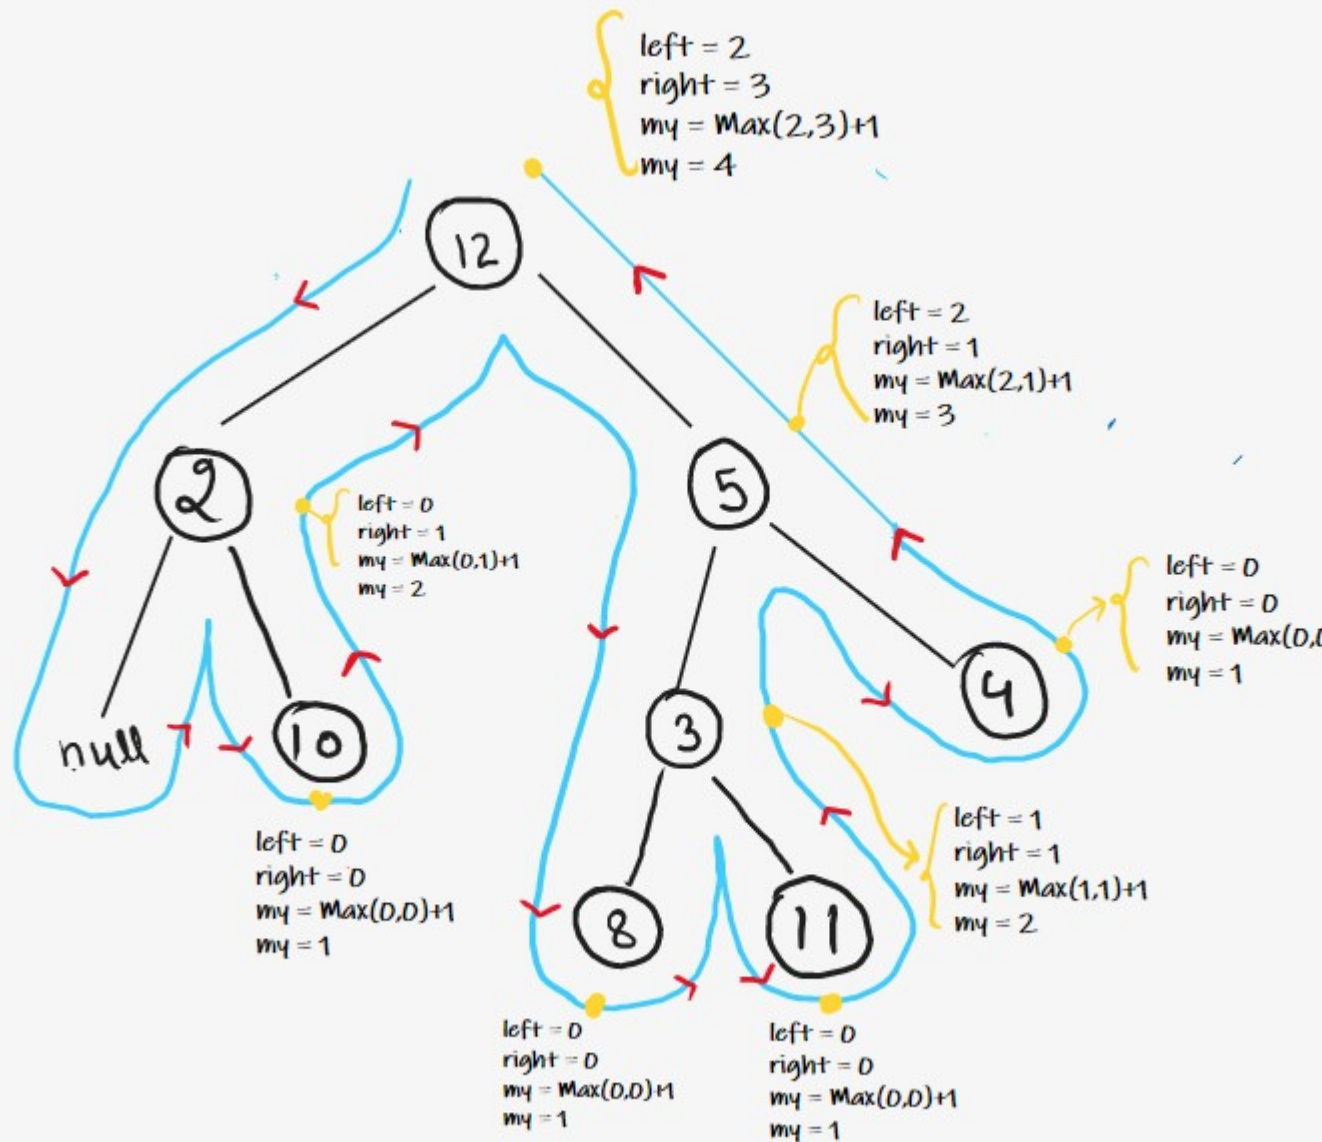 left = 2
right = 3
my = Max(2,3)+1
my = 4
12
left = 2
right = 1
my = Max(2,1)+1
my = 3
2
5
left = 0
right = 1
my = Max(0,1)+1
my = 2
left = 0
right = 0
my = Max(0,0
my = 1
null
10
3
4
left = 0
right = 0
my = Max(0,0)+1
my = 1
left = 1
right = 1
my = Max(1,1)+1
my = 2
8
11
left = 0
right = 0
my = Max(0,0)+1
my = 1
left = 0
right = 0
my = Max(0,0)+1
my = 1